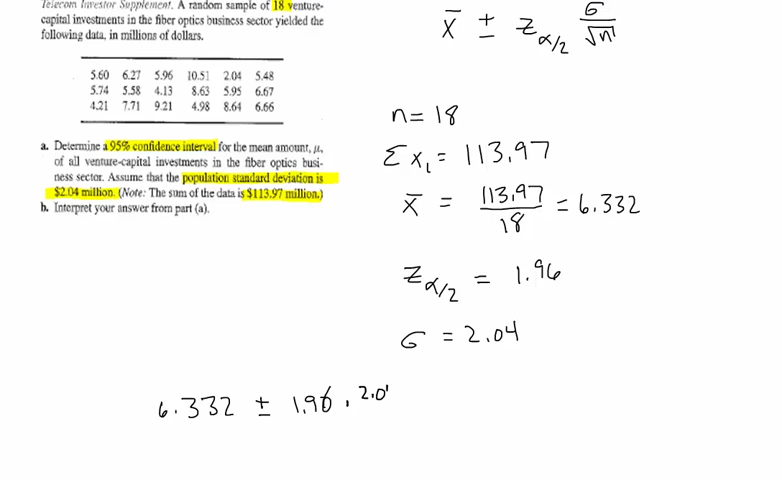 Telecom Investor Supplement. A random sample of 18 venture-
capital investments in the fiber optics business sector yielded the
following data, in millions of dollars.
5.60 6.27 5.96 10.51 2.04 5.48
5.74 5.58 4.13 8.63 5.95 6.67
4.21 7.71 9.21 4.98 8.64 6.66
a. Determine a 95% confidence interval for the mean amount, μ,
of all venture-capital investments in the fiber optics busi-
ness sector. Assume that the population standard deviation is
$2.04 million. (Note: The sum of the data is $113.97 million.)
b. Interpret your answer from part (a).
x̄ ± z α/2 σ/√n
n = 18
Σxᵢ = 113.97
x̄ = 113.97/18 = 6.332
z α/2 = 1.96
σ = 2.04
6.332 ± 1.96 · 2.0